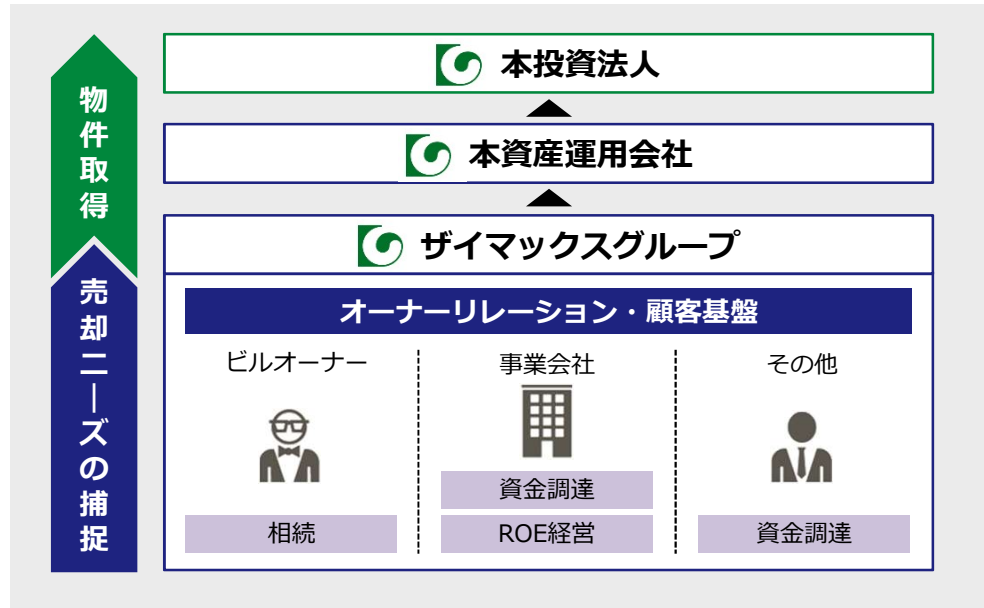 物件取得
売却ニーズの捕捉
本投資法人
本資産運用会社
ザイマックスグループ
オーナーリレーション・顧客基盤
ビルオーナー
相続
事業会社
資金調達
ROE経営
その他
資金調達